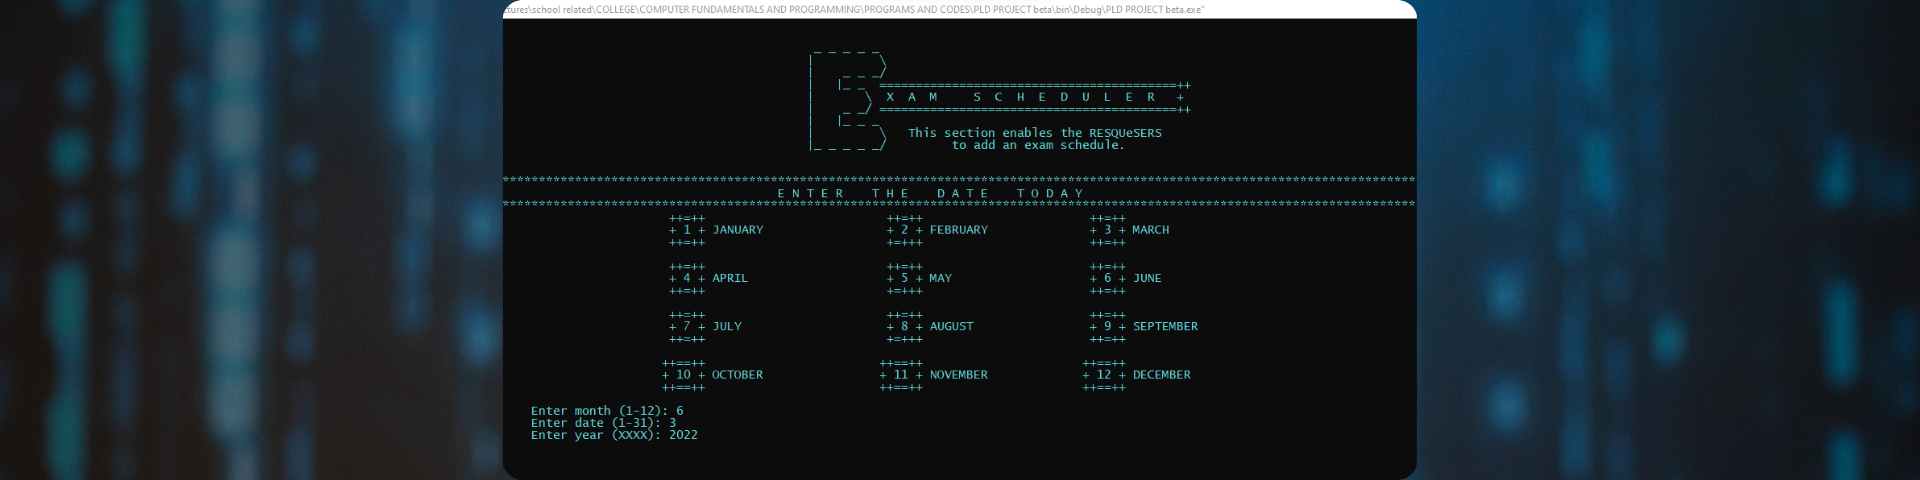 tures\school related\COLLEGE\COMPUTER FUNDAMENTALS AND PROGRAMMING\PROGRAMS AND CODES\PLD PROJECT beta\bin\Debug\PLD PROJECT beta.exe"
_ _ _ _ _
|         \
|    _ _ _/
|   |_ _  =========================================++
|       \ X A M   S C H E D U L E R   +
|    _ _/ =========================================++
|   |_ _ _
|         \   This section enables the RESQUeSERS
|_ _ _ _ _/   to add an exam schedule.
******************************************************************************************************************************
E N T E R   T H E   D A T E   T O D A Y
******************************************************************************************************************************
++=++ ++=++ ++=++
+ 1 + JANUARY + 2 + FEBRUARY + 3 + MARCH
++=++ +=+++ ++=++
++=++ ++=++ ++=++
+ 4 + APRIL + 5 + MAY + 6 + JUNE
++=++ +=+++ ++=++
++=++ ++=++ ++=++
+ 7 + JULY + 8 + AUGUST + 9 + SEPTEMBER
++=++ +=+++ ++=++
++==++ ++==++ ++==++
+ 10 + OCTOBER + 11 + NOVEMBER + 12 + DECEMBER
++==++ ++==++ ++==++
Enter month (1-12): 6
Enter date (1-31): 3
Enter year (XXXX): 2022